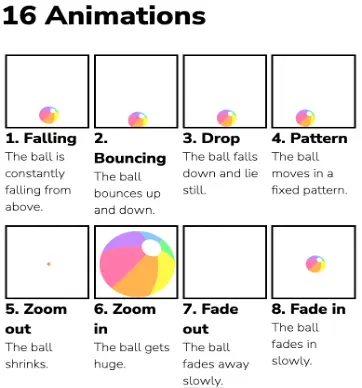 16 Animations
1. Falling
The ball is
constantly
falling from
above.
2.
Bouncing
The ball
bounces up
and down.
3. Drop
The ball falls
down and lie
still.
4. Pattern
The ball
moves in a
fixed pattern.
5. Zoom
out
The ball
shrinks.
6. Zoom
in
The ball gets
huge.
7. Fade
out
The ball
fades away
slowly.
8. Fade in
The ball
fades in
slowly.